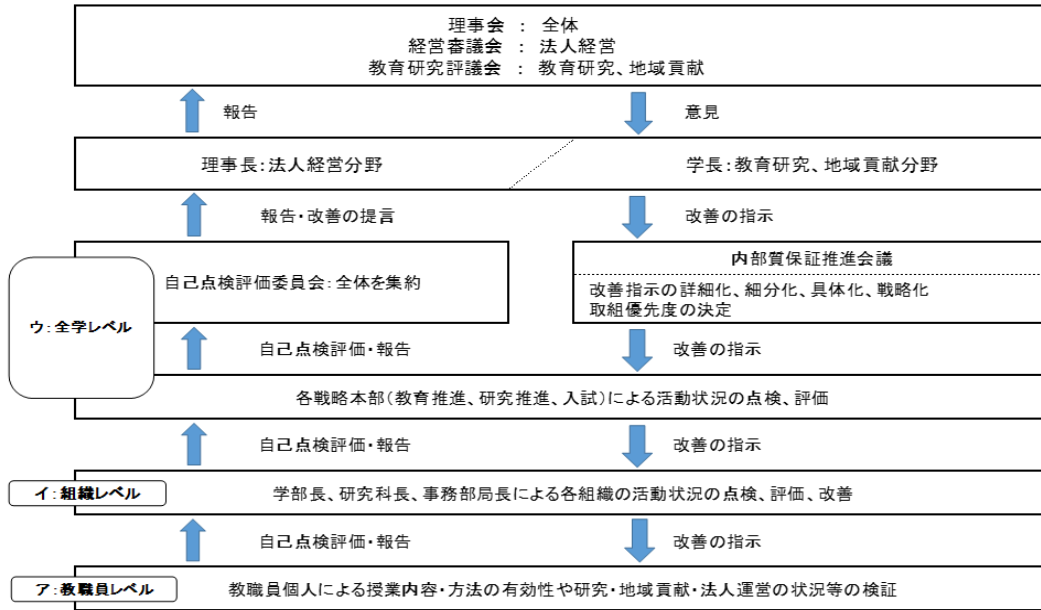 理事会 : 全体
経営審議会 : 法人経営
教育研究評議会 : 教育研究、地域貢献
報告
意見
理事長:法人経営分野
学長:教育研究、地域貢献分野
報告・改善の提言
改善の指示
自己点検評価委員会:全体を集約
内部質保証推進会議
改善指示の詳細化、細分化、具体化、戦略化
取組優先度の決定
ウ:全学レベル
自己点検評価・報告
改善の指示
各戦略本部(教育推進、研究推進、入試)による活動状況の点検、評価
自己点検評価・報告
改善の指示
イ:組織レベル
学部長、研究科長、事務部局長による各組織の活動状況の点検、評価、改善
自己点検評価・報告
改善の指示
ア:教職員レベル
教職員個人による授業内容・方法の有効性や研究・地域貢献・法人運営の状況等の検証